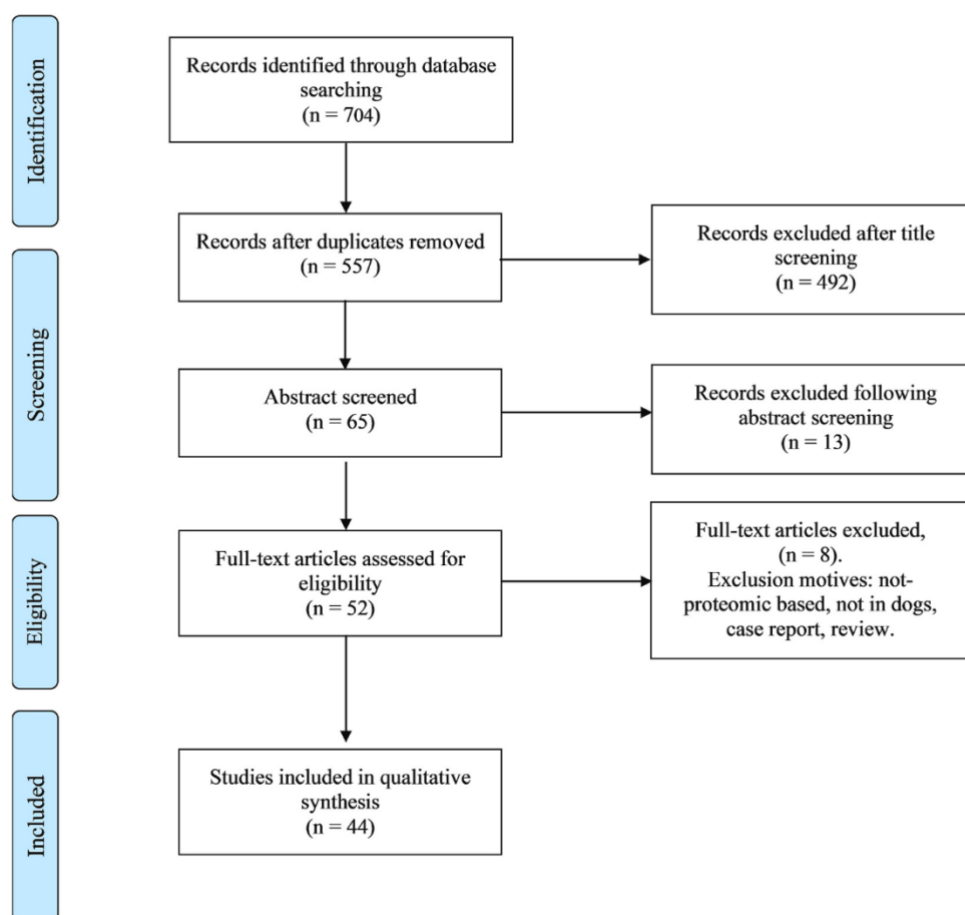 Identification
Records identified through database
searching
(n = 704)
Records after duplicates removed
(n = 557)
Records excluded after title
screening
(n = 492)
Screening
Abstract screened
(n = 65)
Records excluded following
abstract screening
(n = 13)
Eligibility
Full-text articles assessed for
eligibility
(n = 52)
Full-text articles excluded,
(n = 8).
Exclusion motives: not-
proteomic based, not in dogs,
case report, review.
Included
Studies included in qualitative
synthesis
(n = 44)